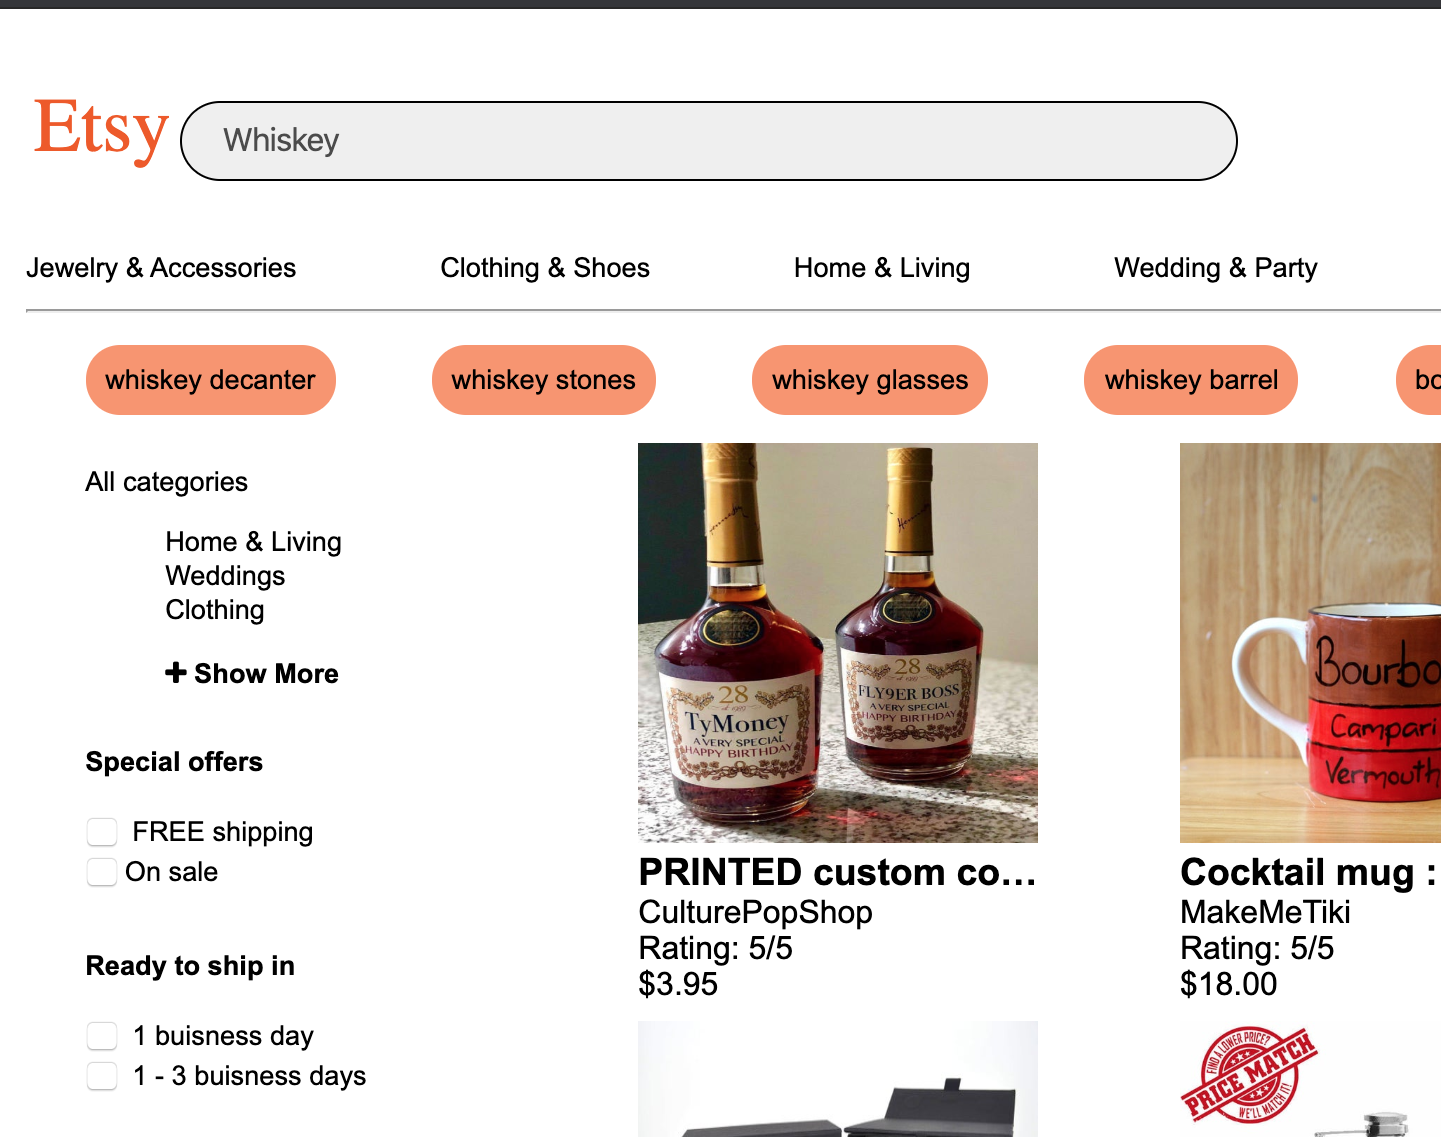 Etsy
Whiskey
Jewelry & Accessories
Clothing & Shoes
Home & Living
Wedding & Party
whiskey decanter
whiskey stones
whiskey glasses
whiskey barrel
bo
All categories
Home & Living
Weddings
Clothing
+ Show More
Special offers
FREE shipping
On sale
Ready to ship in
1 buisness day
1 - 3 buisness days
28
TyMoney
A VERY SPECIAL
HAPPY BIRTHDAY
28
FLY9ER BOSS
A VERY SPECIAL
HAPPY BIRTHDAY
PRINTED custom co...
CulturePopShop
Rating: 5/5
$3.95
Bourbo
Campari
Vermouth
Cocktail mug :
MakeMeTiki
Rating: 5/5
$18.00
FIND A LOWER PRICE?
PRICE MATCH
WE'LL MATCH IT!